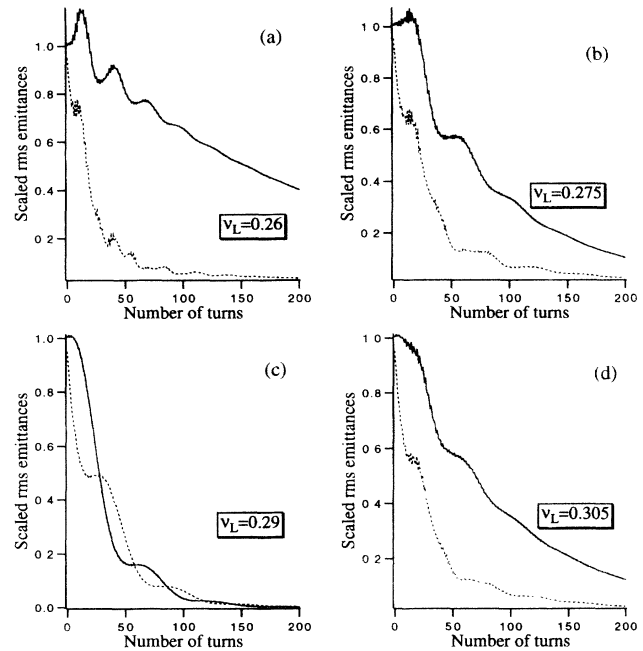 (a)
Scaled rms emittances
1.0
0.8
0.6
0.4
0.2
νL=0.26
0 50 100 150 200
Number of turns
(b)
Scaled rms emittances
1.0
0.8
0.6
0.4
0.2
νL=0.275
0 50 100 150 200
Number of turns
(c)
Scaled rms emittances
1.0
0.8
0.6
0.4
0.2
0.0
νL=0.29
0 50 100 150 200
Number of turns
(d)
Scaled rms emittances
1.0
0.8
0.6
0.4
0.2
νL=0.305
0 50 100 150 200
Number of turns